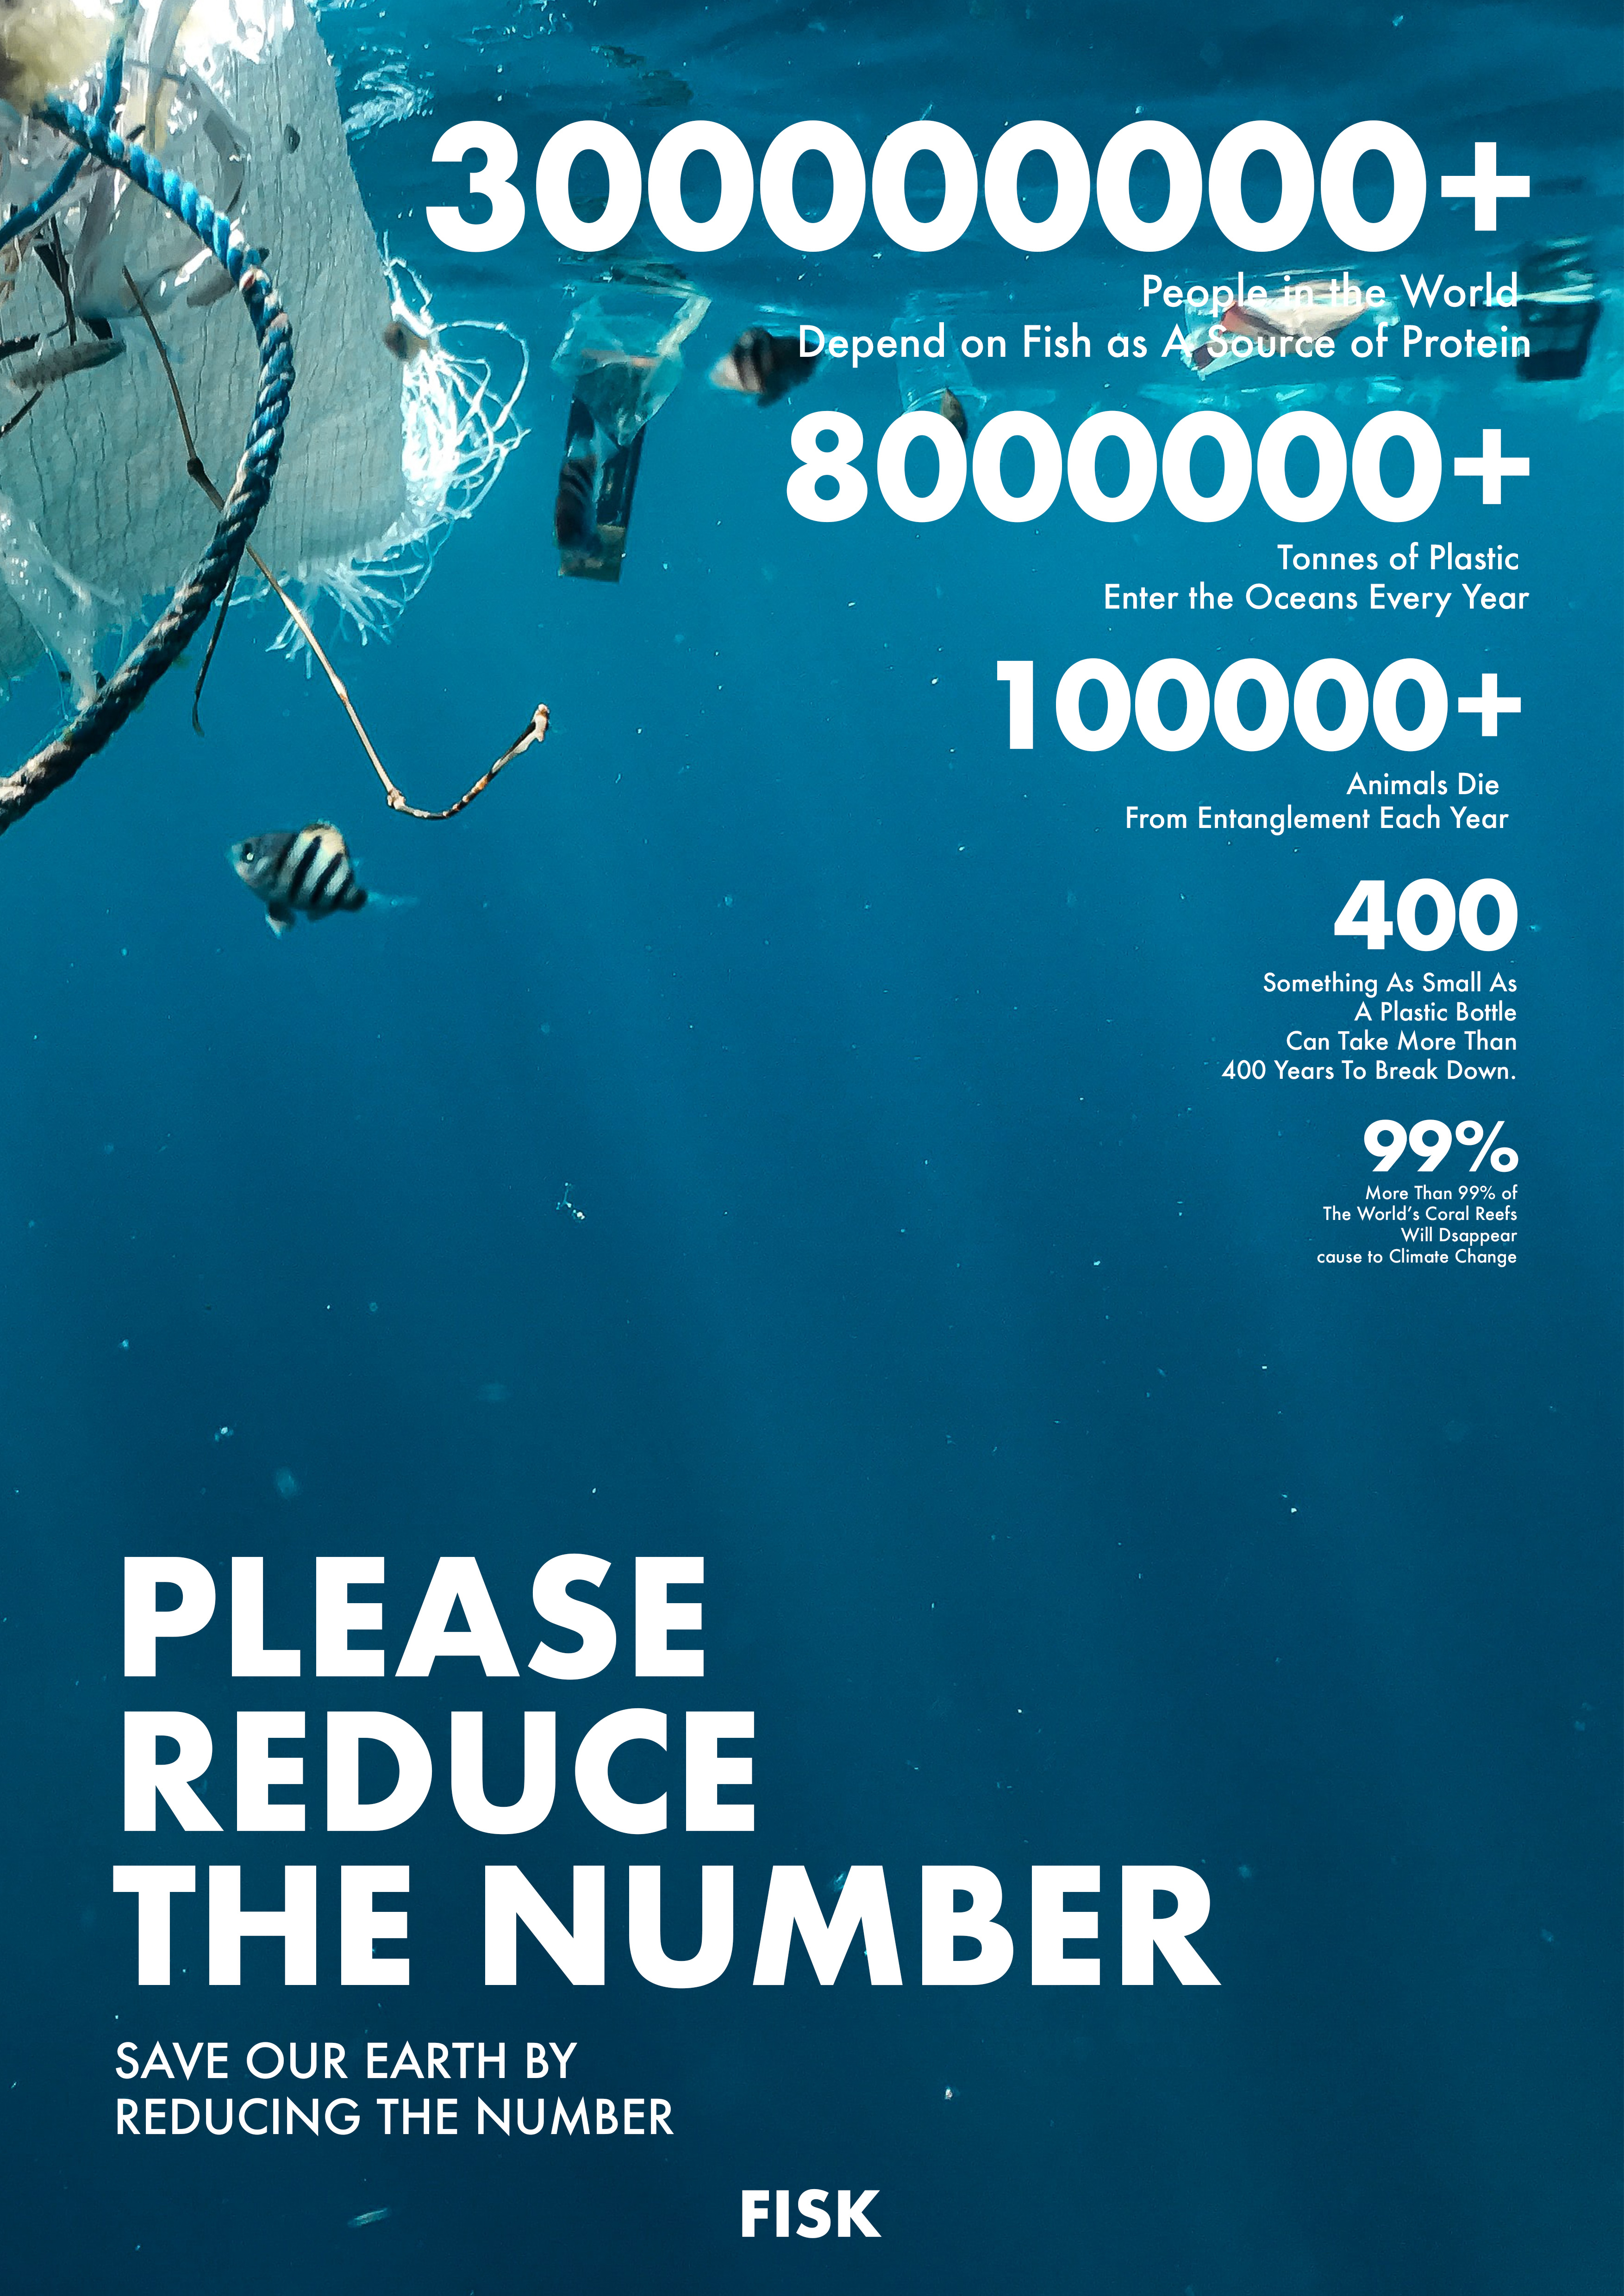 300000000+
People in the World
Depend on Fish as A Source of Protein
8000000+
Tonnes of Plastic
Enter the Oceans Every Year
100000+
Animals Die
From Entanglement Each Year
400
Something As Small As
A Plastic Bottle
Can Take More Than
400 Years To Break Down.
99%
More Than 99% of
The World's Coral Reefs
Will Dsappear
cause to Climate Change
PLEASE
REDUCE
THE NUMBER
SAVE OUR EARTH BY
REDUCING THE NUMBER
FISK